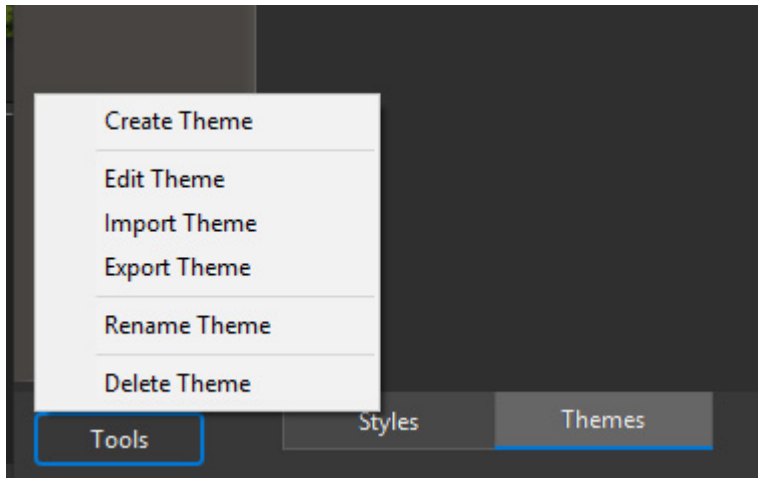 Create Theme
Edit Theme
Import Theme
Export Theme
Rename Theme
Delete Theme
Tools
Styles
Themes